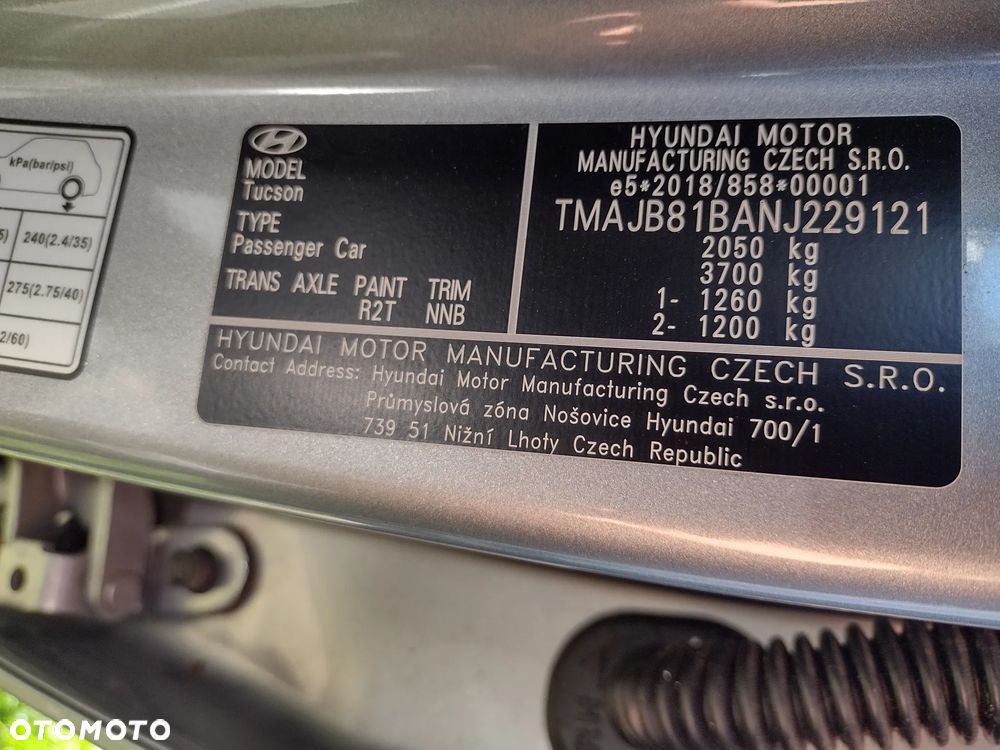 kPa(bar/psi)
5) 240(2.4/35)
275(2.75/40)
2/60)
MODEL
Tucson
TYPE
Passenger Car
TRANS AXLE PAINT TRIM
R2T NNB
HYUNDAI MOTOR
MANUFACTURING CZECH S.R.O.
e5*2018/858*00001
TMAJB81BANJ229121
2050 kg
3700 kg
1- 1260 kg
2- 1200 kg
HYUNDAI MOTOR MANUFACTURING CZECH S.R.O.
Contact Address: Hyundai Motor Manufacturing Czech s.r.o.
Průmyslová zóna Nošovice Hyundai 700/1
739 51 Nižní Lhoty Czech Republic
OTOMOTO